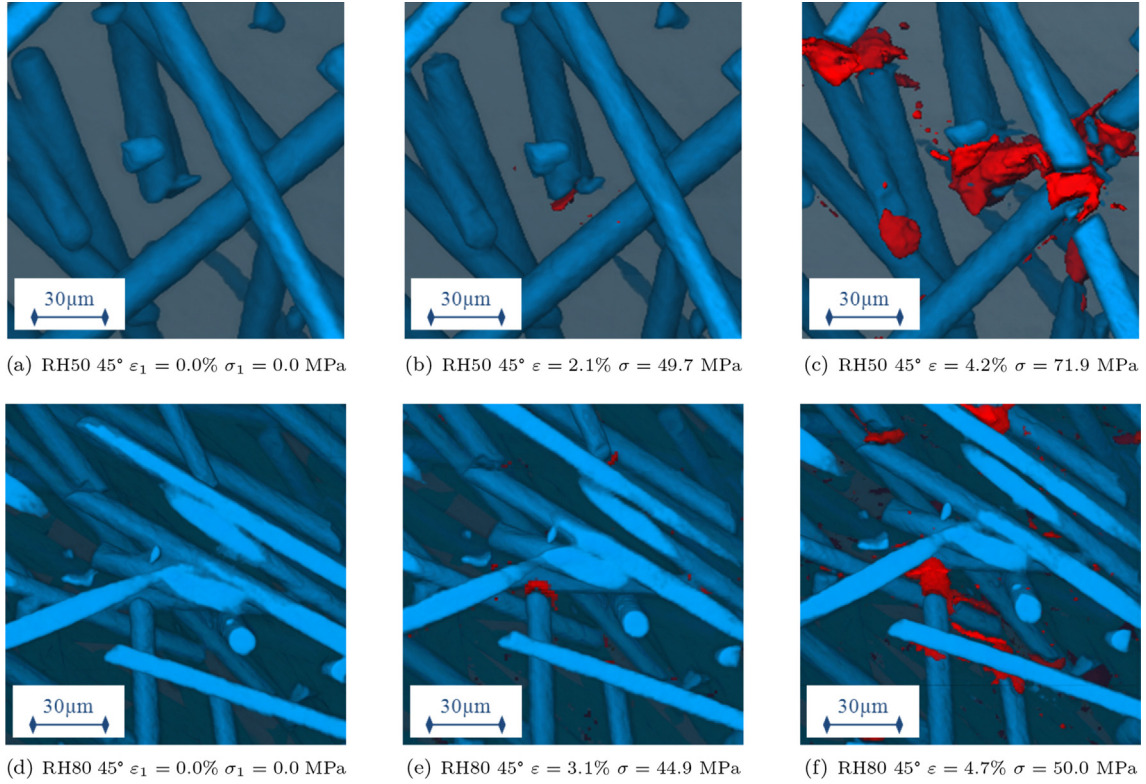 30µm
30µm
30µm
(a) RH50 45° ε₁ = 0.0% σ₁ = 0.0 MPa
(b) RH50 45° ε = 2.1% σ = 49.7 MPa
(c) RH50 45° ε = 4.2% σ = 71.9 MPa
30µm
30µm
30µm
(d) RH80 45° ε₁ = 0.0% σ₁ = 0.0 MPa
(e) RH80 45° ε = 3.1% σ = 44.9 MPa
(f) RH80 45° ε = 4.7% σ = 50.0 MPa